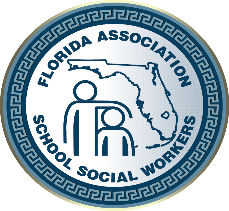 FLORIDA ASSOCIATION
SCHOOL SOCIAL WORKERS